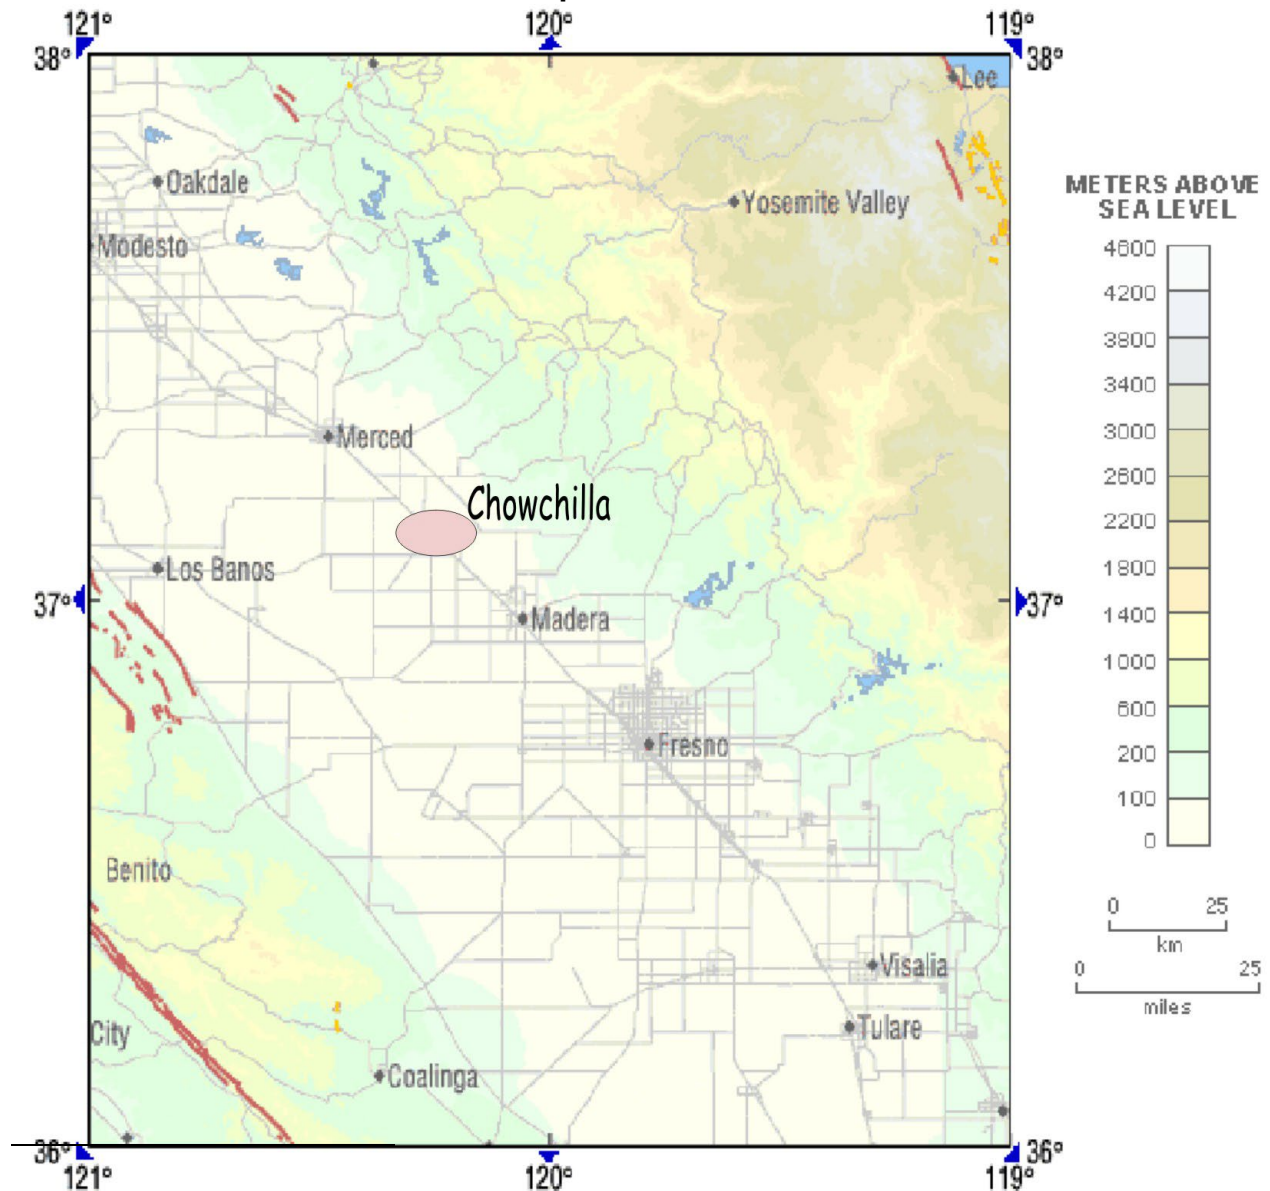 121°
120°
119°
38°
38°
Lee
Oakdale
Yosemite Valley
METERS ABOVE
SEA LEVEL
Modesto
4600
4200
3800
3400
3000
2600
2200
1800
1400
1000
600
200
100
0
Merced
Chowchilla
Los Banos
37°
37°
Madera
Fresno
Benito
0 25
km
0 25
miles
Visalia
City
Tulare
Coalinga
36°
36°
121°
120°
119°